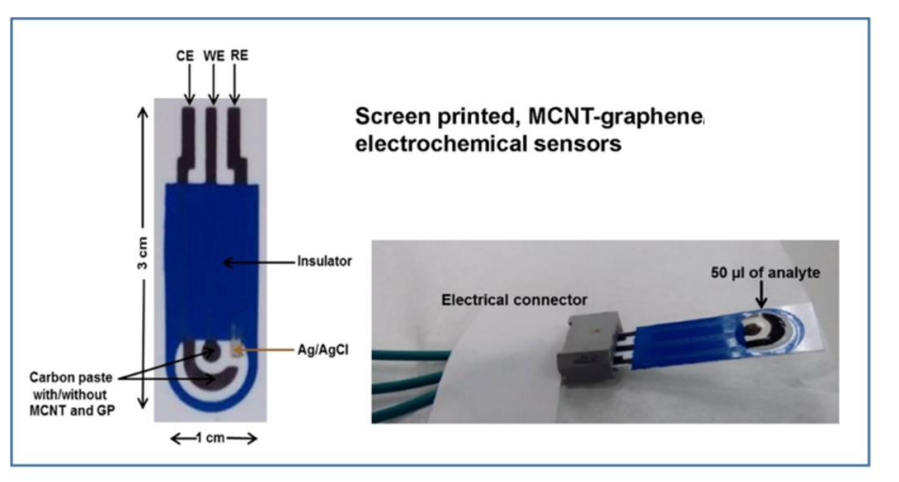 CE WE RE
Screen printed, MCNT-graphene,
electrochemical sensors
3 cm
Insulator
50 µl of analyte
Electrical connector
Ag/AgCl
Carbon paste
with/without
MCNT and GP
1 cm